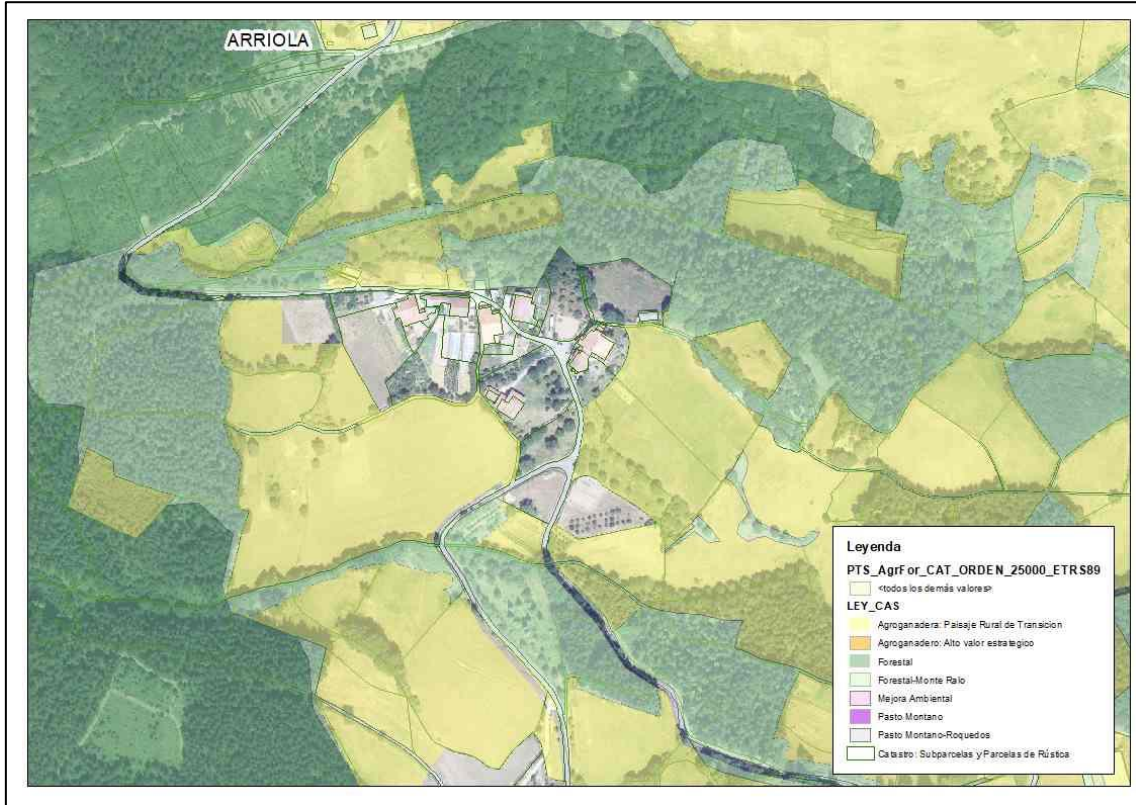 ARRIOLA
Leyenda
PTS_AgrFor_CAT_ORDEN_25000_ETRS89
<todos los demás valores>
LEY_CAS
Agroganadera: Paisaje Rural de Transicion
Agroganadero: Alto valor estrategico
Forestal
Forestal-Monte Ralo
Mejora Ambiental
Pasto Montano
Pasto Montano-Roquedos
Catastro: Subparcelas y Parcelas de Rústica